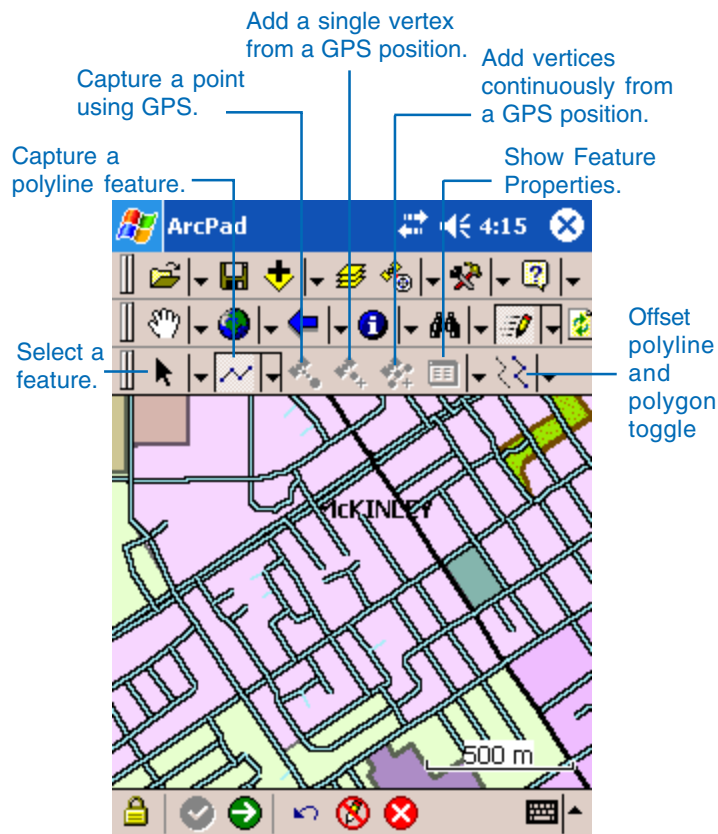 Add a single vertex
from a GPS position.
Add vertices
continuously from
a GPS position.
Capture a point
using GPS.
Capture a
polyline feature.
Show Feature
Properties.
ArcPad
4:15
Select a
feature.
Offset
polyline
and
polygon
toggle
McKINLEY
500 m